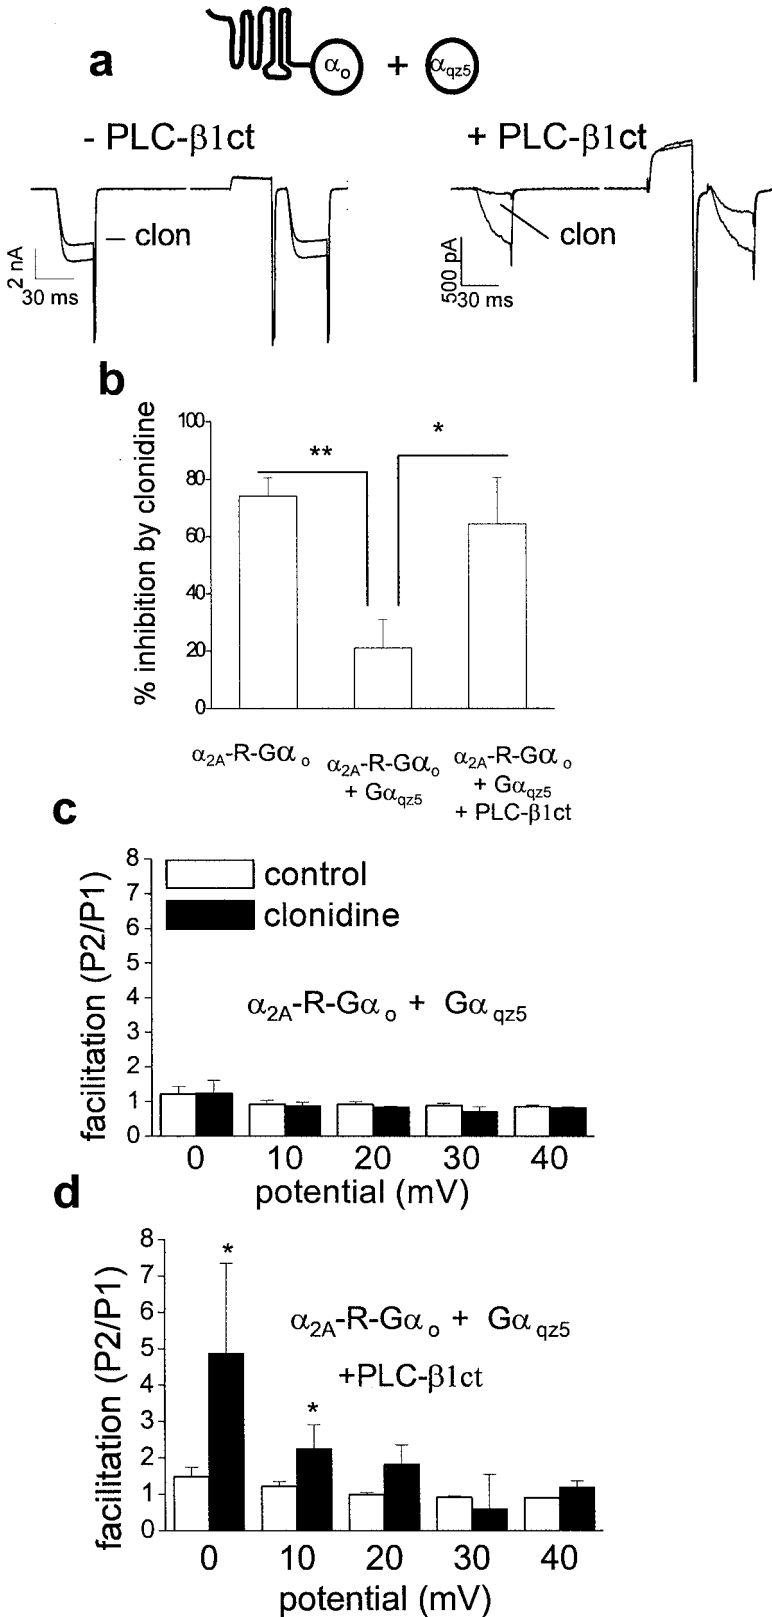 a
αo + αqz5
- PLC-β1ct
+ PLC-β1ct
clon
2 nA
30 ms
clon
500 pA
30 ms
b
% inhibition by clonidine
100
80
60
40
20
0
**
*
α2A-R-Gαo
α2A-R-Gαo
+ Gαqz5
α2A-R-Gαo
+ Gαqz5
+ PLC-β1ct
c
facilitation (P2/P1)
8
7
6
5
4
3
2
1
0
control
clonidine
α2A-R-Gαo + Gαqz5
0 10 20 30 40
potential (mV)
d
facilitation (P2/P1)
8
7
6
5
4
3
2
1
0
*
*
α2A-R-Gαo + Gαqz5
+PLC-β1ct
0 10 20 30 40
potential (mV)